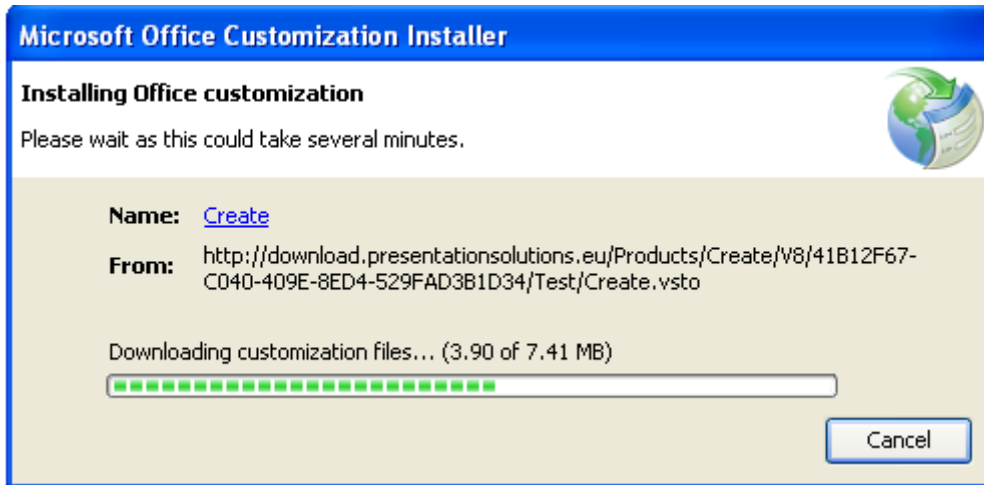 Microsoft Office Customization Installer
Installing Office customization
Please wait as this could take several minutes.
Name: Create
From: http://download.presentationsolutions.eu/Products/Create/V8/41B12F67-
C040-409E-8ED4-529FAD3B1D34/Test/Create.vsto
Downloading customization files... (3.90 of 7.41 MB)
Cancel